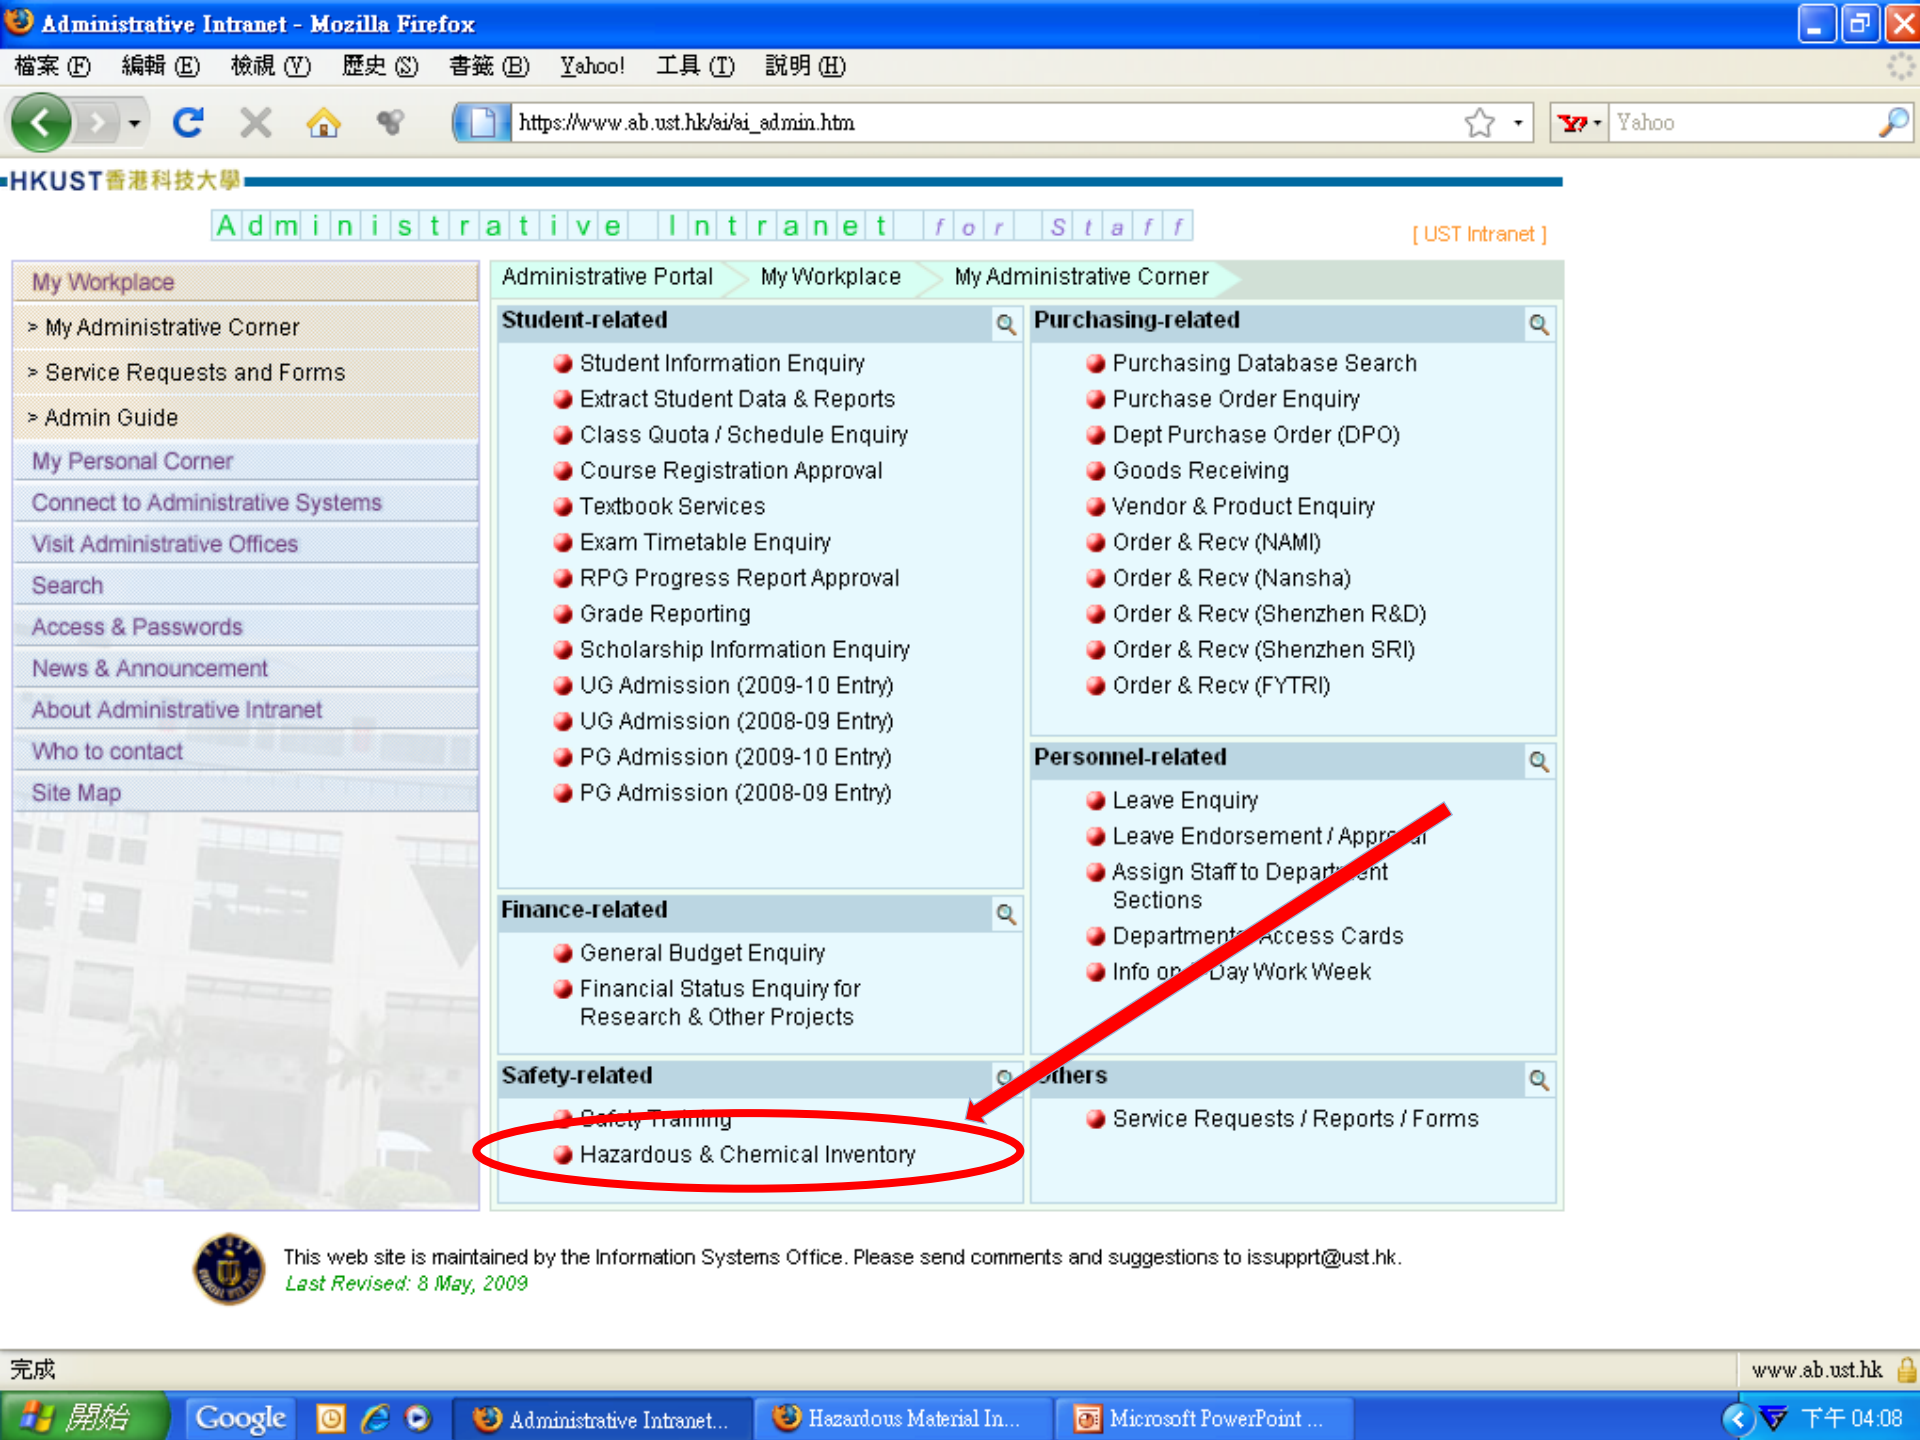 Administrative Intranet - Mozilla Firefox
檔案 (F) 編輯 (E) 檢視 (V) 歷史 (S) 書籤 (B) Yahoo! 工具 (T) 說明 (H)
https://www.ab.ust.hk/ai/ai_admin.htm
Yahoo
HKUST香港科技大學
Administrative Intranet for Staff
[ UST Intranet ]
My Workplace
> My Administrative Corner
> Service Requests and Forms
> Admin Guide
My Personal Corner
Connect to Administrative Systems
Visit Administrative Offices
Search
Access & Passwords
News & Announcement
About Administrative Intranet
Who to contact
Site Map
Administrative Portal My Workplace My Administrative Corner
Student-related
Student Information Enquiry
Extract Student Data & Reports
Class Quota / Schedule Enquiry
Course Registration Approval
Textbook Services
Exam Timetable Enquiry
RPG Progress Report Approval
Grade Reporting
Scholarship Information Enquiry
UG Admission (2009-10 Entry)
UG Admission (2008-09 Entry)
PG Admission (2009-10 Entry)
PG Admission (2008-09 Entry)
Finance-related
General Budget Enquiry
Financial Status Enquiry for
Research & Other Projects
Safety-related
Safety Training
Hazardous & Chemical Inventory
Purchasing-related
Purchasing Database Search
Purchase Order Enquiry
Dept Purchase Order (DPO)
Goods Receiving
Vendor & Product Enquiry
Order & Recv (NAMI)
Order & Recv (Nansha)
Order & Recv (Shenzhen R&D)
Order & Recv (Shenzhen SRI)
Order & Recv (FYTRI)
Personnel-related
Leave Enquiry
Leave Endorsement / Approval
Assign Staff to Department
Sections
Departmental Access Cards
Info on Day Work Week
Others
Service Requests / Reports / Forms
This web site is maintained by the Information Systems Office. Please send comments and suggestions to issupprt@ust.hk.
Last Revised: 8 May, 2009
完成
www.ab.ust.hk
開始 Google Administrative Intranet... Hazardous Material In... Microsoft PowerPoint ... 下午 04:08